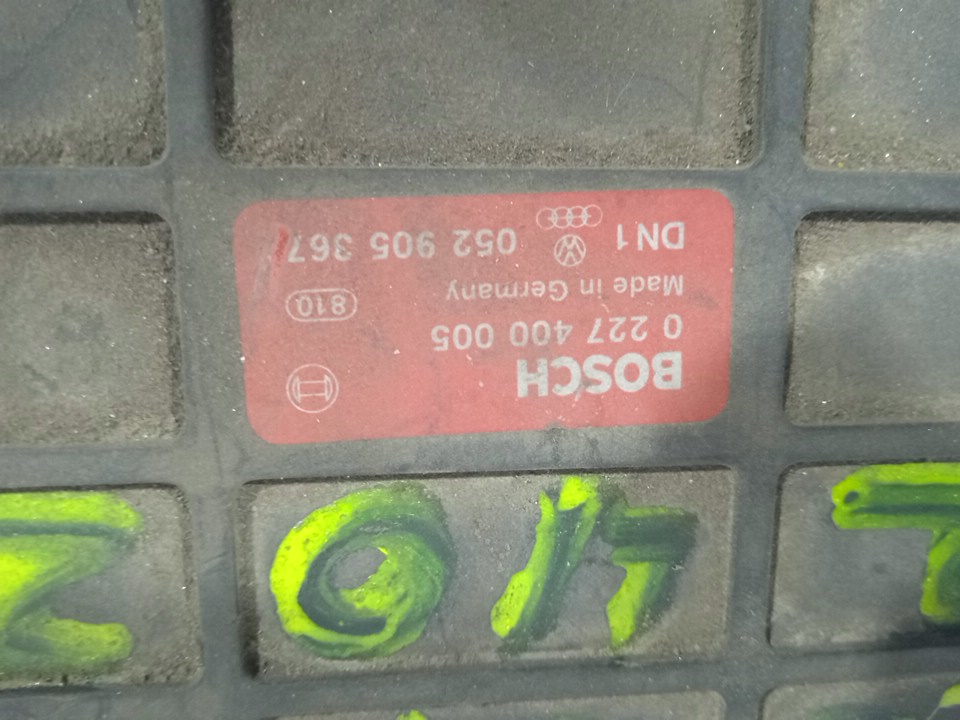 BOSCH
0 227 400 005
Made in Germany
810
DN1 052 905 367